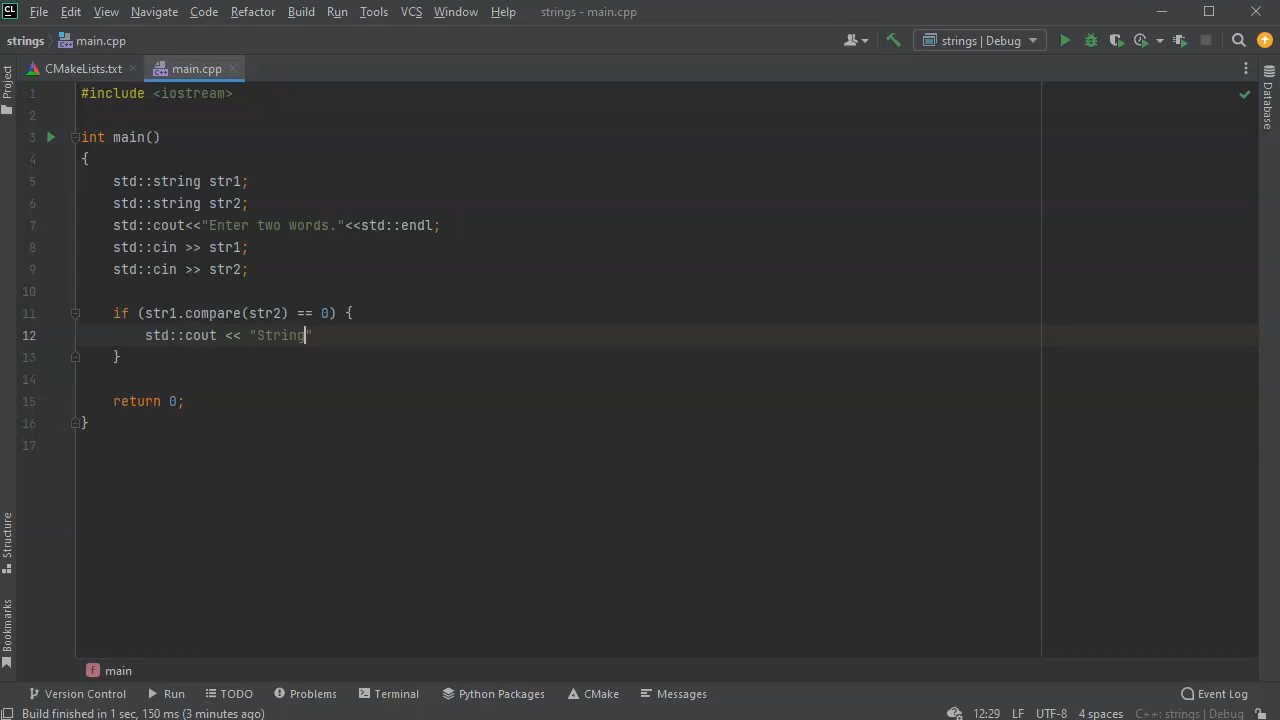 CL File Edit View Navigate Code Refactor Build Run Tools VCS Window Help strings - main.cpp
strings main.cpp strings | Debug
CMakeLists.txt main.cpp
Project
Database
1 #include <iostream>
2
3 int main()
4 {
5 std::string str1;
6 std::string str2;
7 std::cout<<"Enter two words."<<std::endl;
8 std::cin >> str1;
9 std::cin >> str2;
10
11 if (str1.compare(str2) == 0) {
12 std::cout << "String"
13 }
14
15 return 0;
16 }
17
Structure
Bookmarks
f main
Version Control Run TODO Problems Terminal Python Packages CMake Messages Event Log
Build finished in 1 sec, 150 ms (3 minutes ago) 12:29 LF UTF-8 4 spaces C++: strings | Debug